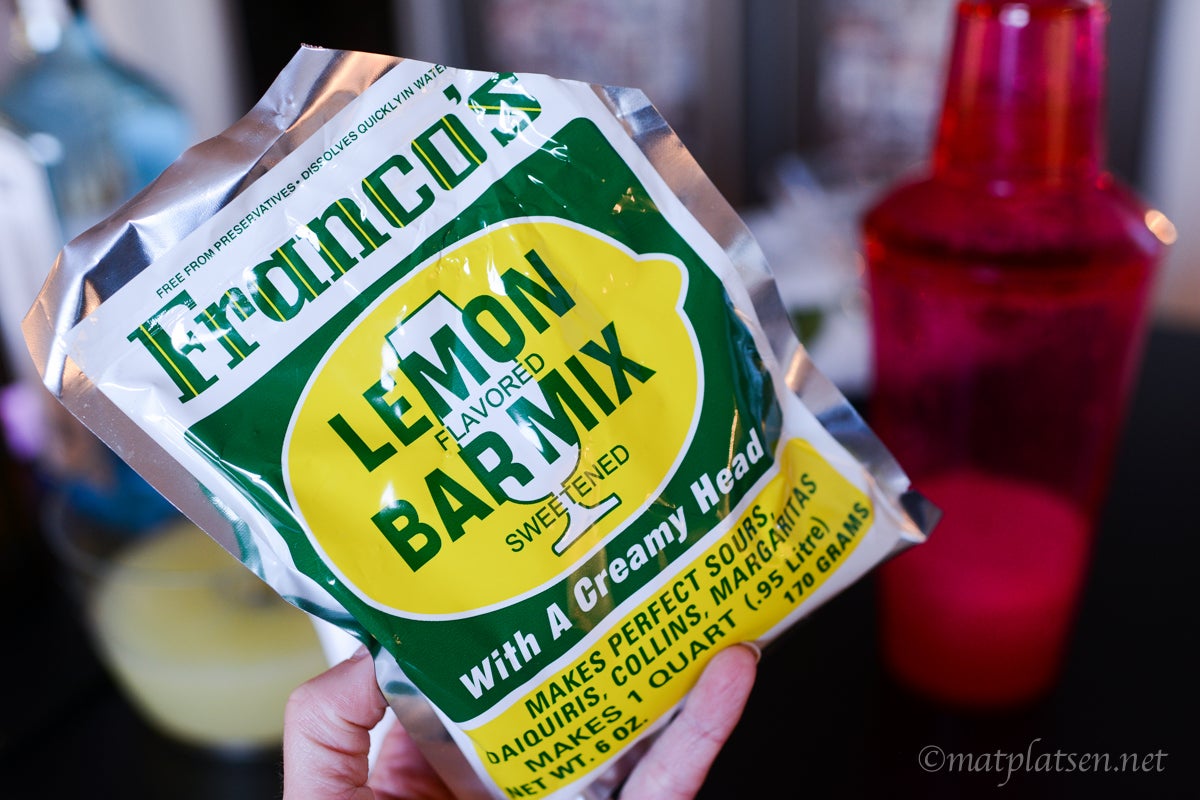 FREE FROM PRESERVATIVES • DISSOLVES QUICKLY IN WATER
Franco's
LEMON
FLAVORED
BAR MIX
SWEETENED
With A Creamy Head
MAKES PERFECT SOURS,
DAIQUIRIS, COLLINS, MARGARITAS
MAKES 1 QUART (.95 Litre)
NET WT. 6 OZ. 170 GRAMS
©matplatsen.net